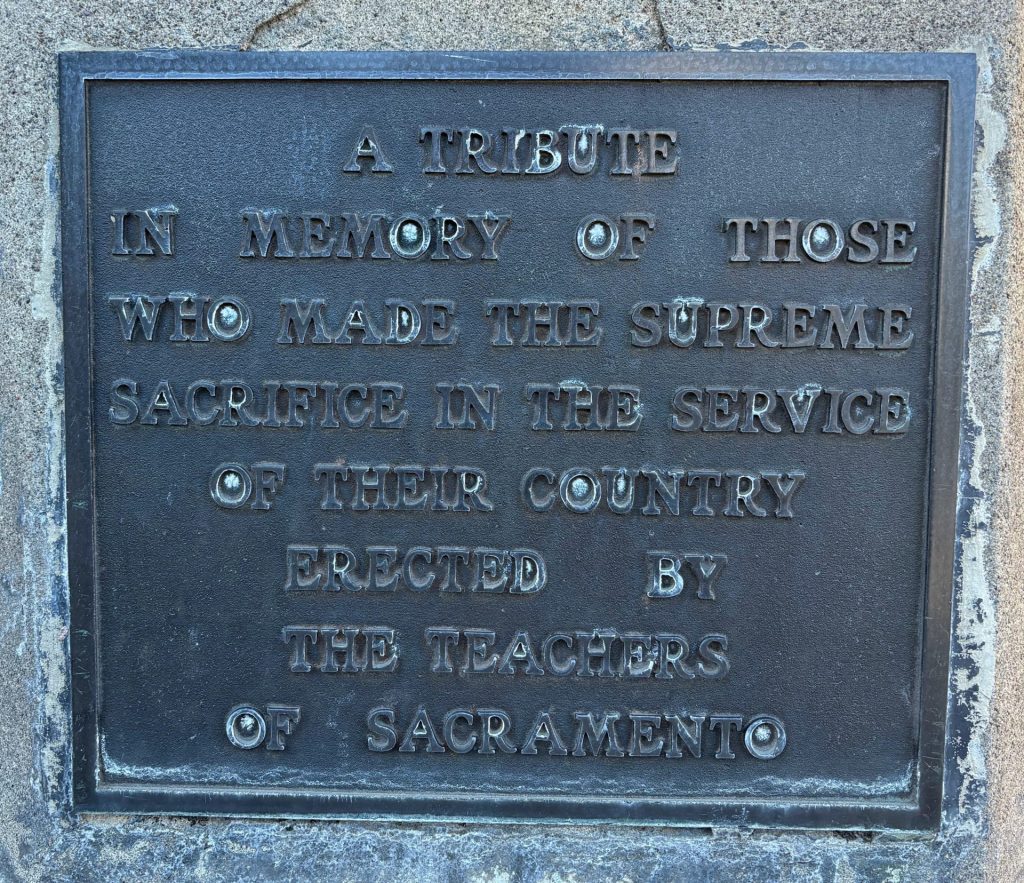 A TRIBUTE
IN MEMORY OF THOSE
WHO MADE THE SUPREME
SACRIFICE IN THE SERVICE
OF THEIR COUNTRY
ERECTED BY
THE TEACHERS
OF SACRAMENTO